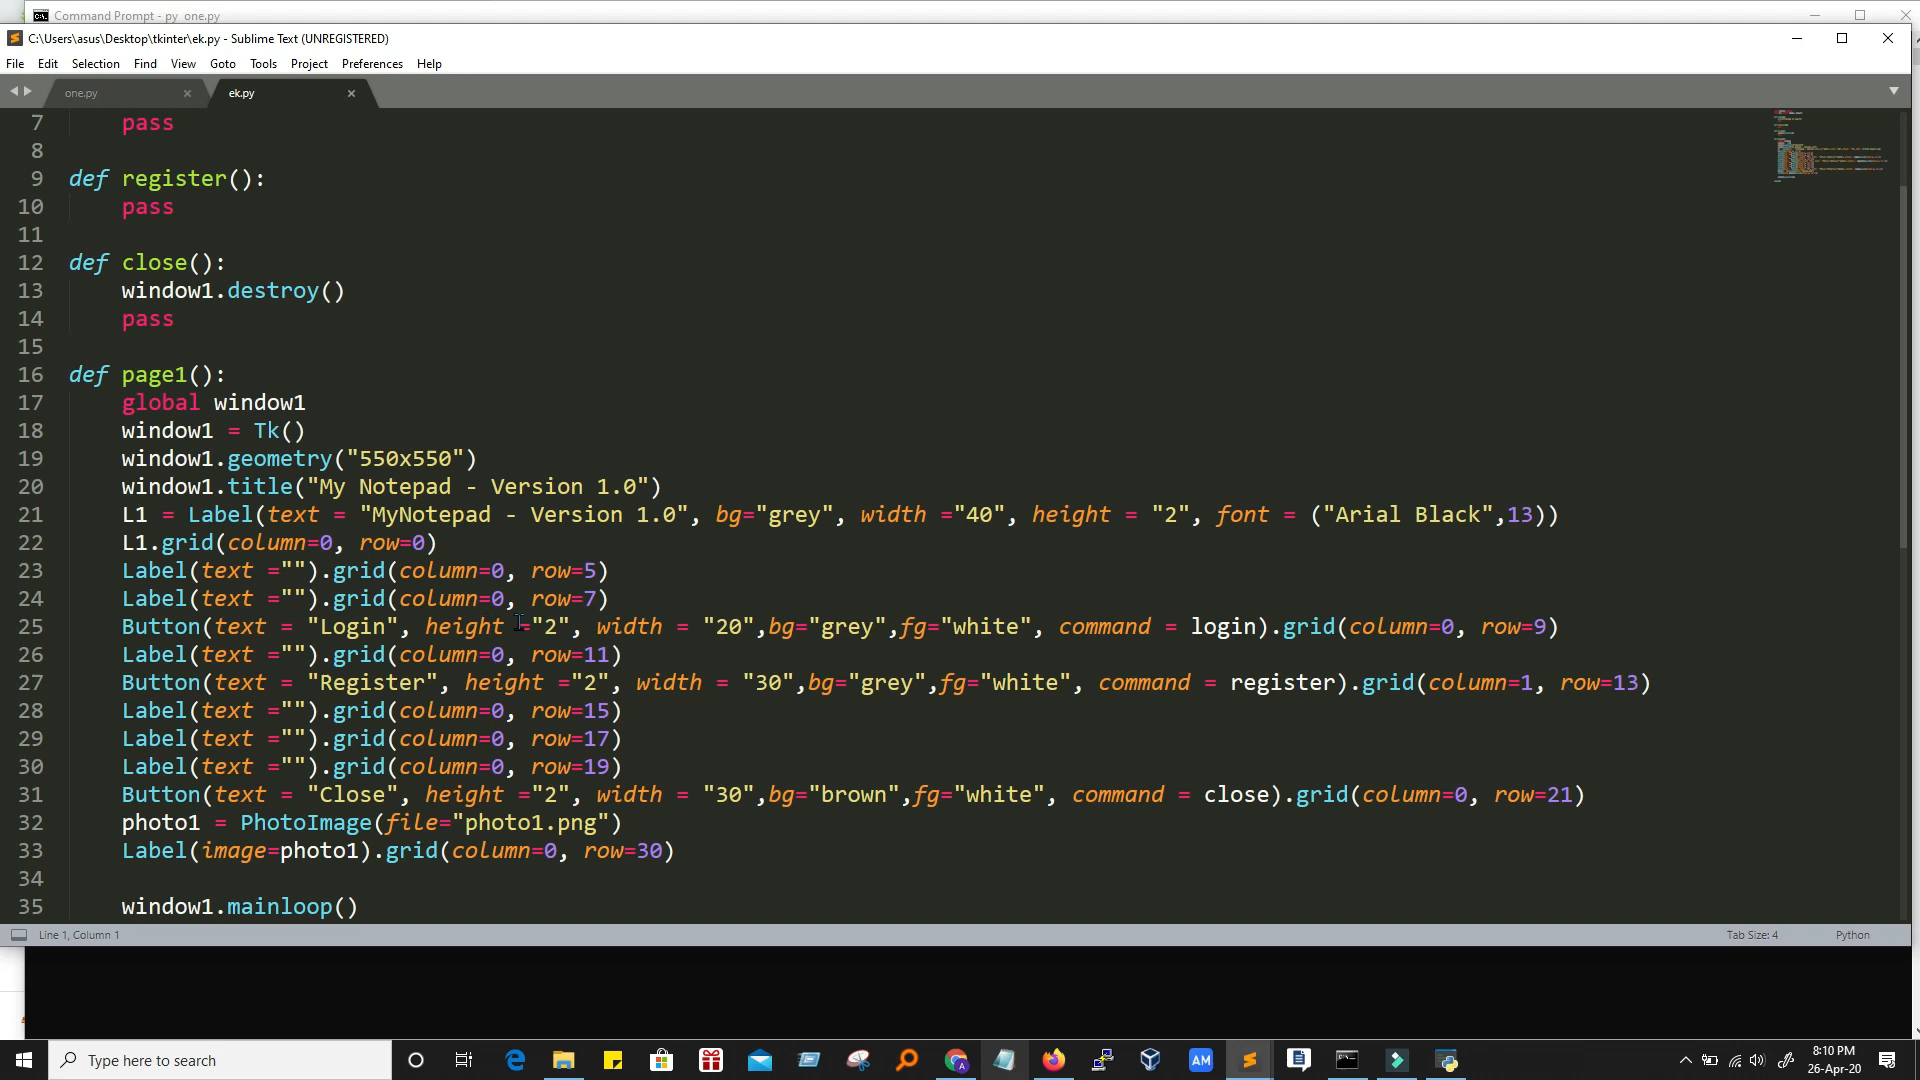 Command Prompt - py one.py
C:\Users\asus\Desktop\tkinter\ek.py - Sublime Text (UNREGISTERED)
File Edit Selection Find View Goto Tools Project Preferences Help
one.py × ek.py ×
7 pass
8
9 def register():
10 pass
11
12 def close():
13 window1.destroy()
14 pass
15
16 def page1():
17 global window1
18 window1 = Tk()
19 window1.geometry("550x550")
20 window1.title("My Notepad - Version 1.0")
21 L1 = Label(text = "MyNotepad - Version 1.0", bg="grey", width ="40", height = "2", font = ("Arial Black",13))
22 L1.grid(column=0, row=0)
23 Label(text ="").grid(column=0, row=5)
24 Label(text ="").grid(column=0, row=7)
25 Button(text = "Login", height ="2", width = "20",bg="grey",fg="white", command = login).grid(column=0, row=9)
26 Label(text ="").grid(column=0, row=11)
27 Button(text = "Register", height ="2", width = "30",bg="grey",fg="white", command = register).grid(column=1, row=13)
28 Label(text ="").grid(column=0, row=15)
29 Label(text ="").grid(column=0, row=17)
30 Label(text ="").grid(column=0, row=19)
31 Button(text = "Close", height ="2", width = "30",bg="brown",fg="white", command = close).grid(column=0, row=21)
32 photo1 = PhotoImage(file="photo1.png")
33 Label(image=photo1).grid(column=0, row=30)
34
35 window1.mainloop()
Line 1, Column 1 Tab Size: 4 Python
Type here to search AM 8:10 PM
26-Apr-20